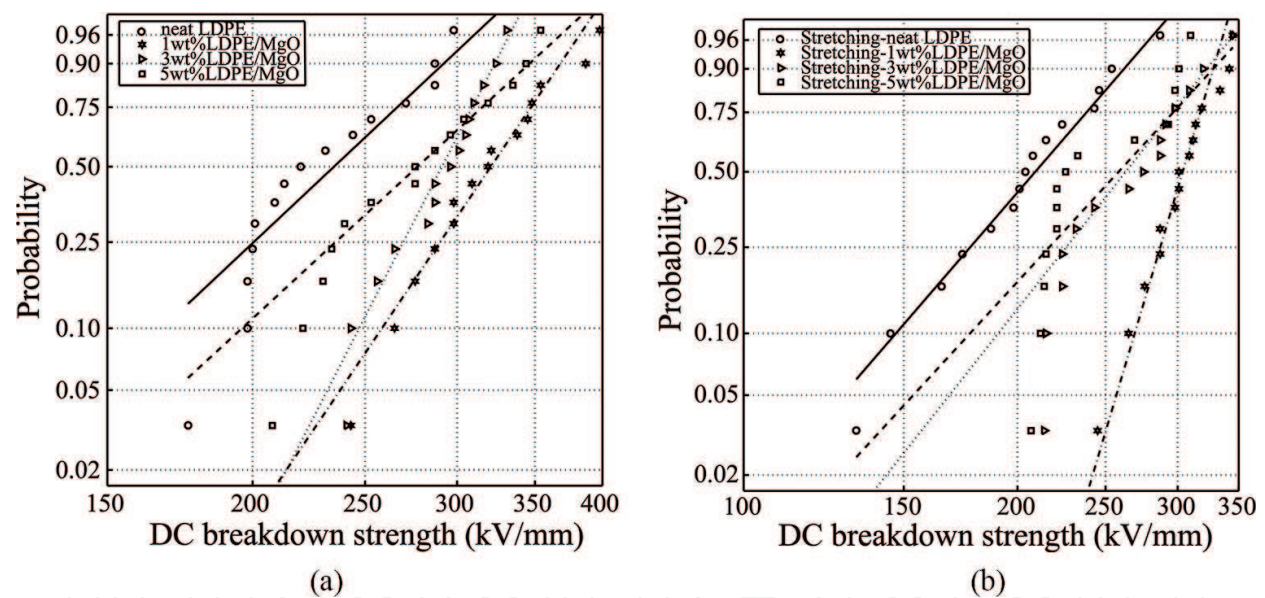 neat LDPE
1wt%LDPE/MgO
3wt%LDPE/MgO
5wt%LDPE/MgO
0.96
0.90
0.75
0.50
0.25
0.10
0.05
0.02
Probability
150
200
250
300
350
400
DC breakdown strength (kV/mm)
(a)
Stretching-neat LDPE
Stretching-1wt%LDPE/MgO
Stretching-3wt%LDPE/MgO
Stretching-5wt%LDPE/MgO
0.96
0.90
0.75
0.50
0.25
0.10
0.05
0.02
Probability
100
150
200
250
300
350
DC breakdown strength (kV/mm)
(b)